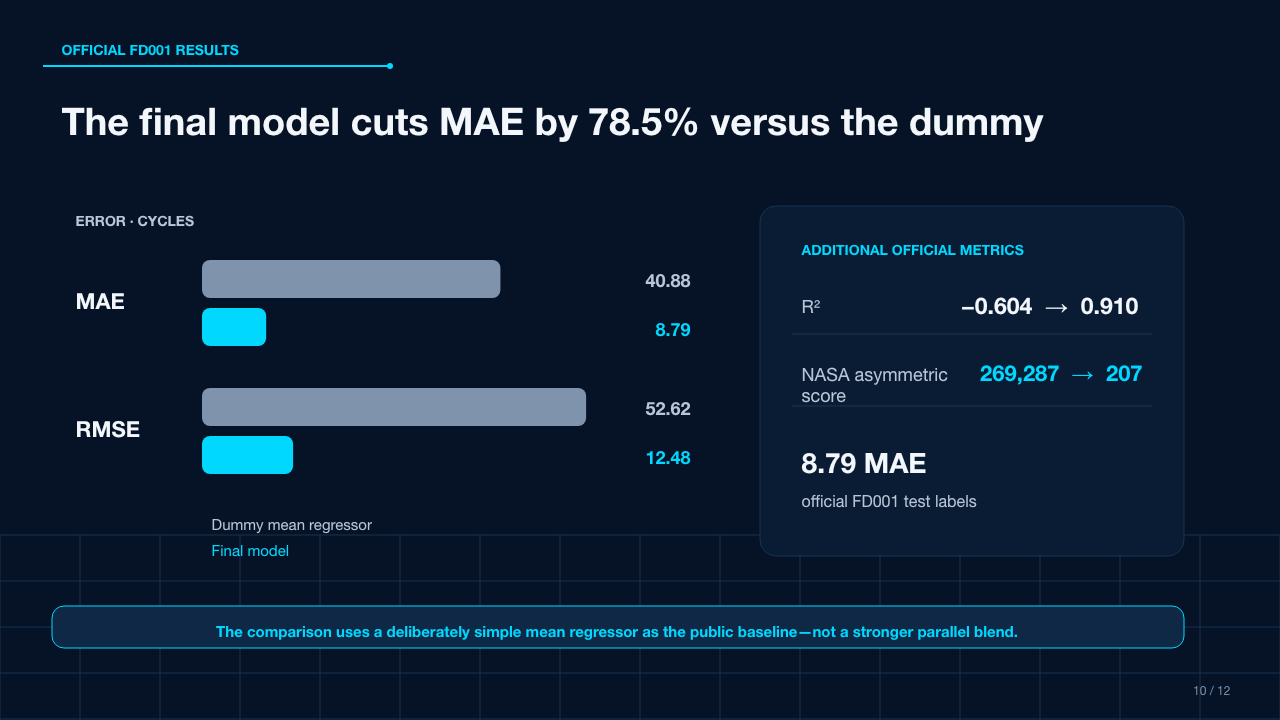 OFFICIAL FD001 RESULTS
The final model cuts MAE by 78.5% versus the dummy
ERROR · CYCLES
MAE
40.88
8.79
RMSE
52.62
12.48
Dummy mean regressor
Final model
ADDITIONAL OFFICIAL METRICS
R² −0.604 → 0.910
NASA asymmetric score 269,287 → 207
8.79 MAE
official FD001 test labels
The comparison uses a deliberately simple mean regressor as the public baseline—not a stronger parallel blend.
10 / 12